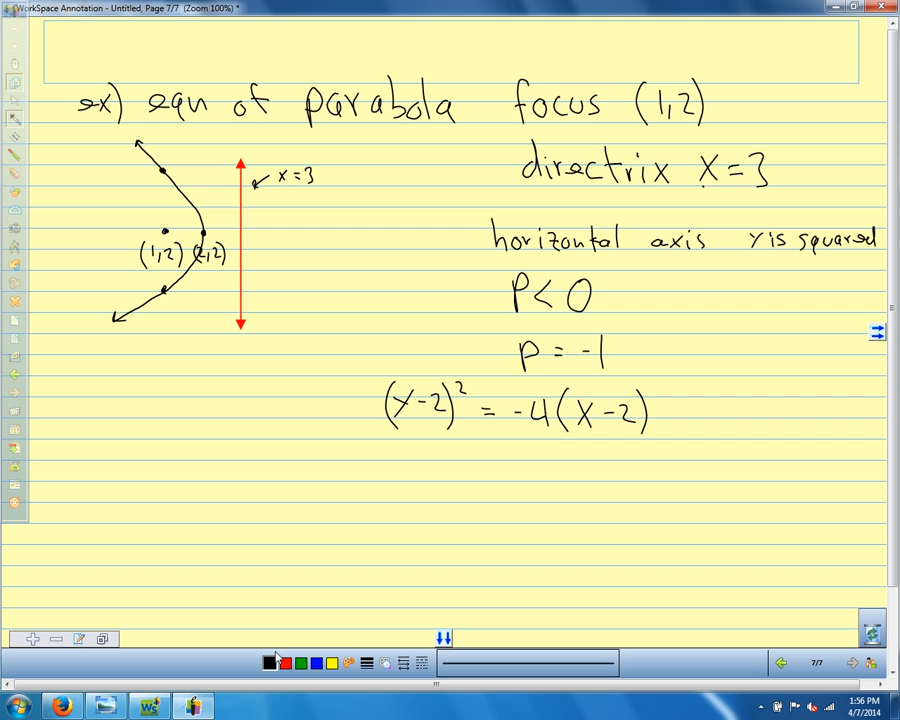 WorkSpace Annotation - Untitled, Page 7/7 (Zoom 100%) *
ex) eqn of parabola focus (1,2)
directrix x = 3
x = 3
horizontal axis Y is squared
(1,2) (2,2)
P < 0
p = -1
(Y-2)² = -4(X-2)
7/7
1:56 PM
4/7/2014